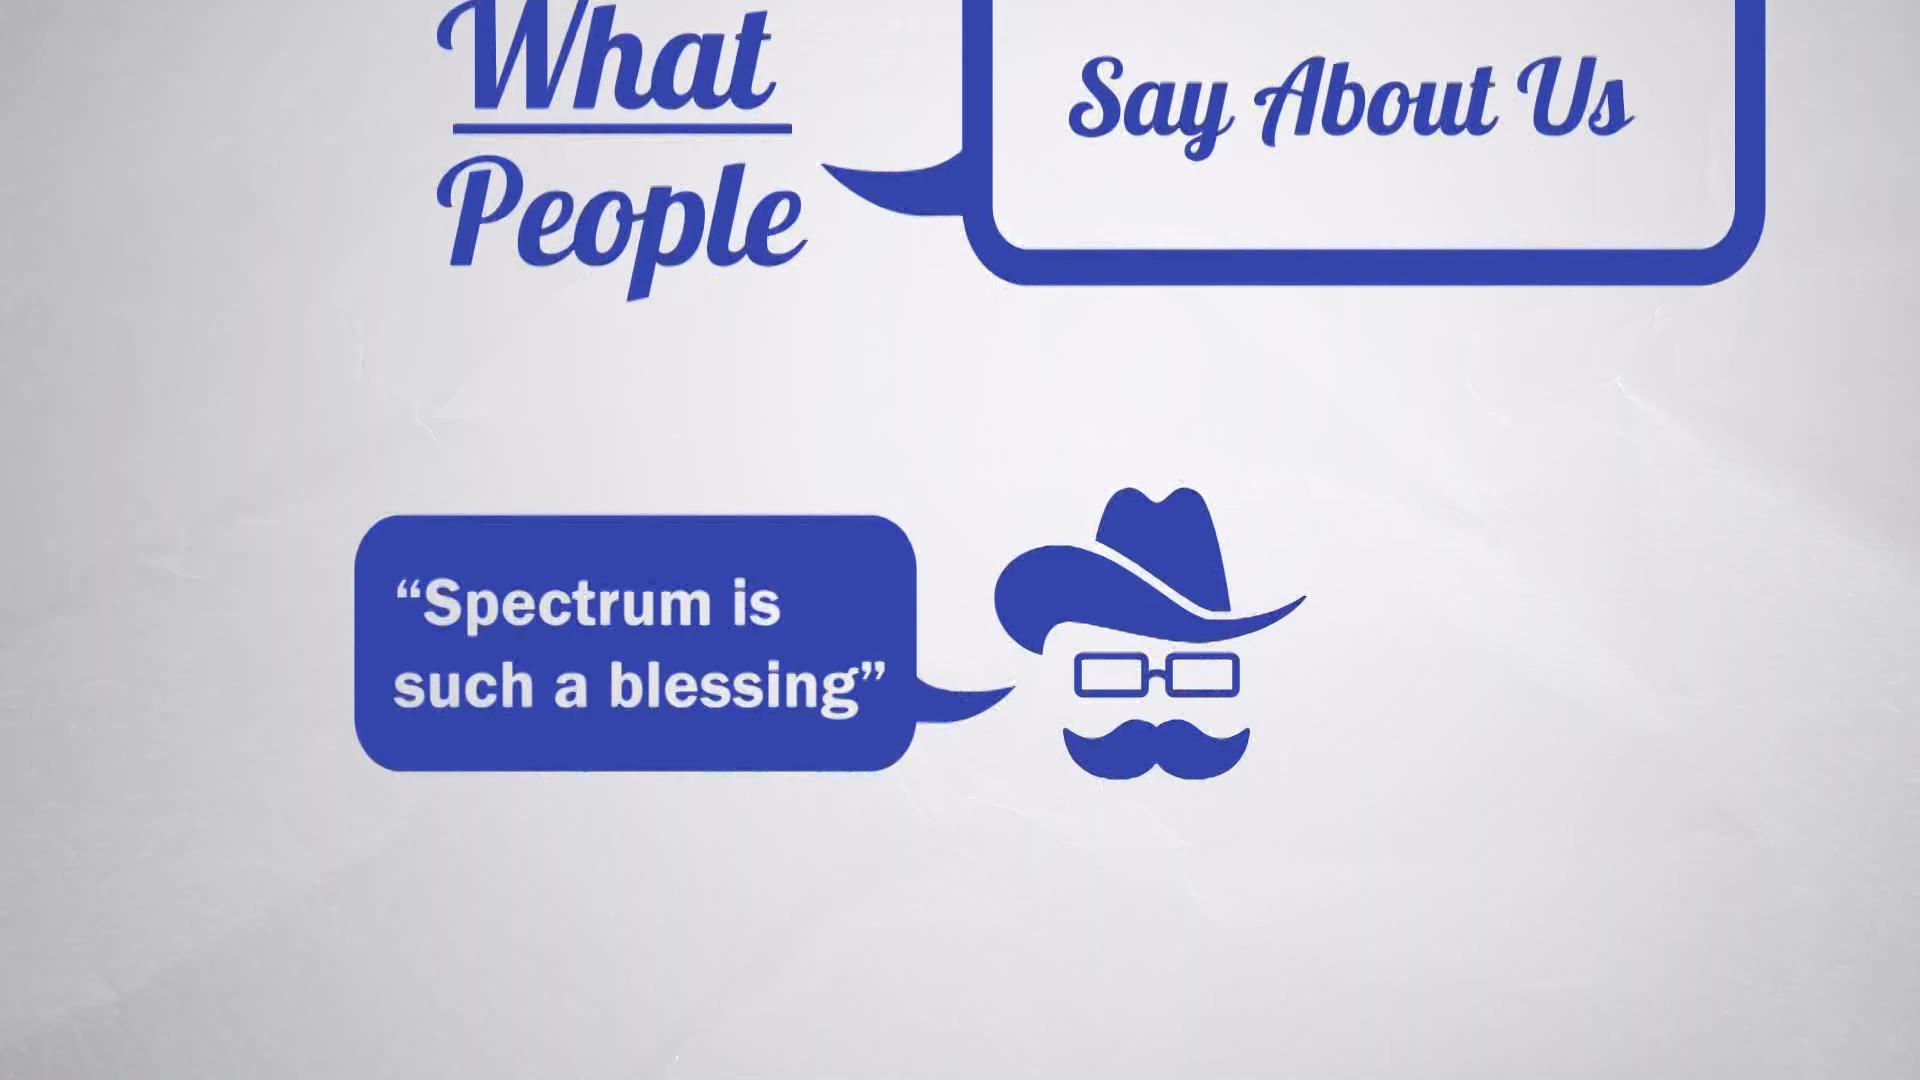 What
People
Say About Us
“Spectrum is
such a blessing”